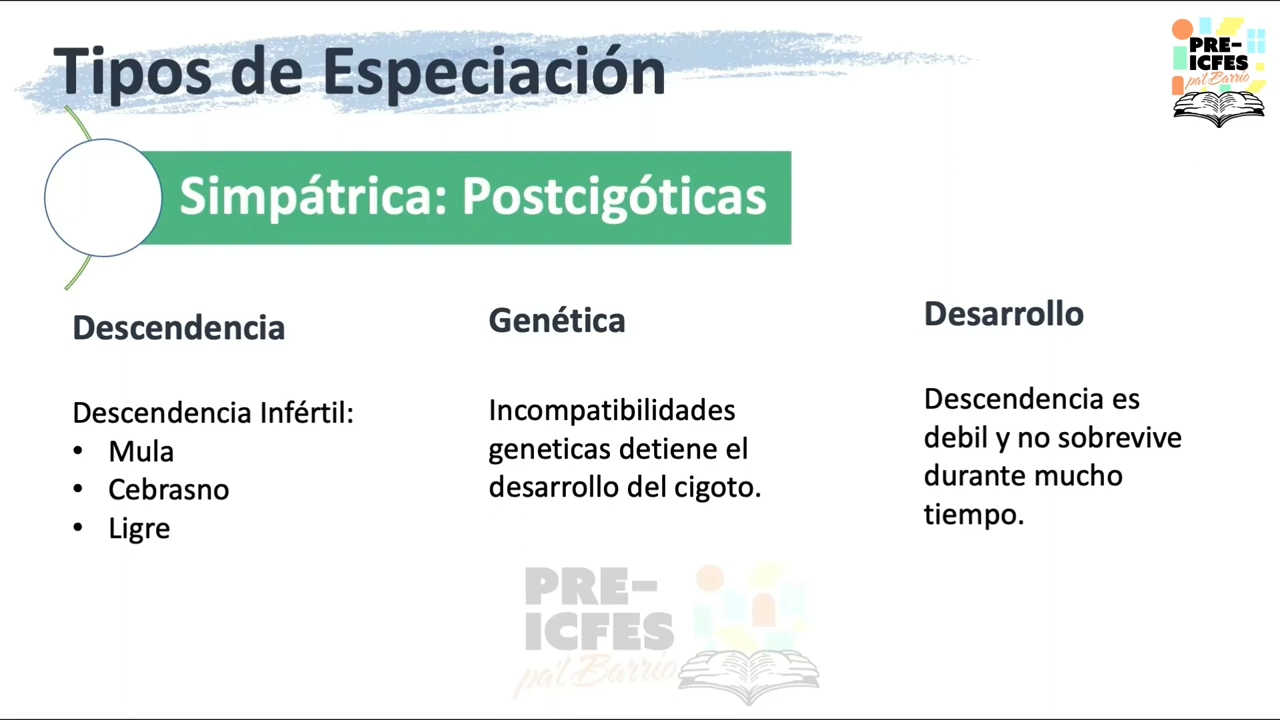 Tipos de Especiación
PRE-
ICFES
pa'l Barrio
Simpátrica: Postcigóticas
Descendencia
Descendencia Infértil:
• Mula
• Cebrasno
• Ligre
Genética
Incompatibilidades
geneticas detiene el
desarrollo del cigoto.
Desarrollo
Descendencia es
debil y no sobrevive
durante mucho
tiempo.
PRE-
ICFES
pa'l Barrio